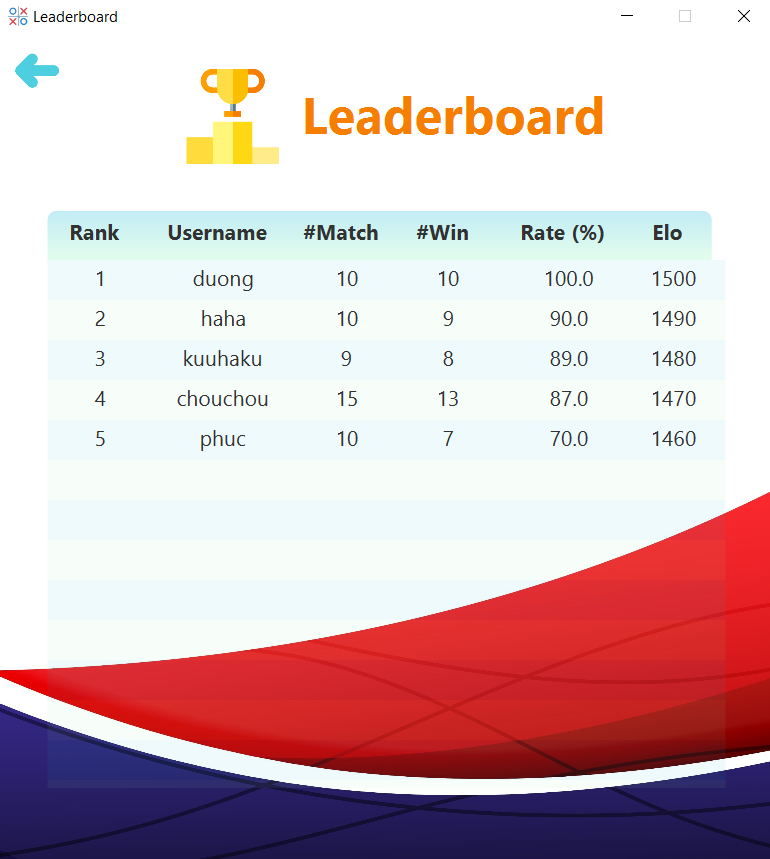 Leaderboard
Leaderboard
Rank Username #Match #Win Rate (%) Elo
1 duong 10 10 100.0 1500
2 haha 10 9 90.0 1490
3 kuuhaku 9 8 89.0 1480
4 chouchou 15 13 87.0 1470
5 phuc 10 7 70.0 1460